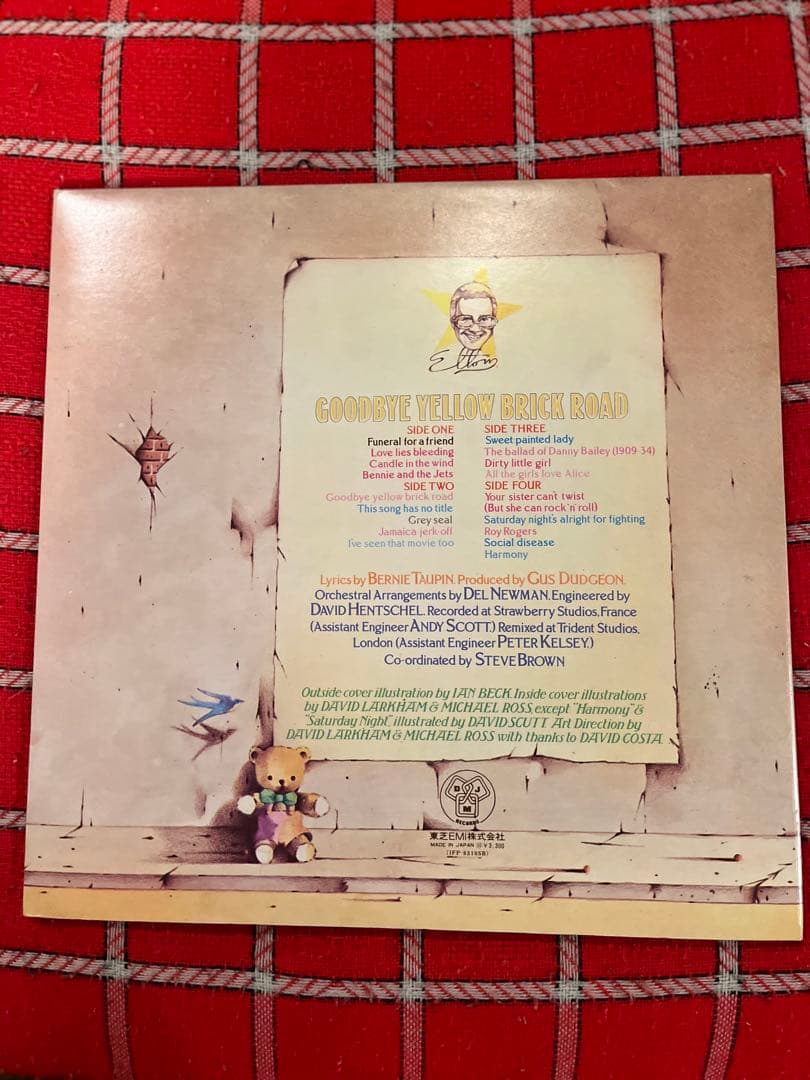 Elton
GOODBYE YELLOW BRICK ROAD
SIDE ONE
Funeral for a friend
Love lies bleeding
Candle in the wind
Bennie and the Jets
SIDE TWO
Goodbye yellow brick road
This song has no title
Grey seal
Jamaica jerk-off
I've seen that movie too
SIDE THREE
Sweet painted lady
The ballad of Danny Bailey (1909-34)
Dirty little girl
All the girls love Alice
SIDE FOUR
Your sister can't twist
(But she can rock 'n' roll)
Saturday night's alright for fighting
Roy Rogers
Social disease
Harmony
Lyrics by BERNIE TAUPIN. Produced by GUS DUDGEON.
Orchestral Arrangements by DEL NEWMAN. Engineered by
DAVID HENTSCHEL. Recorded at Strawberry Studios, France
(Assistant Engineer ANDY SCOTT.) Remixed at Trident Studios,
London (Assistant Engineer PETER KELSEY.)
Co-ordinated by STEVE BROWN
Outside cover illustration by IAN BECK. Inside cover illustrations
by DAVID LARKHAM & MICHAEL ROSS, except "Harmony" &
"Saturday Night", illustrated by DAVID SCUTT Art Direction by
DAVID LARKHAM & MICHAEL ROSS with thanks to DAVID COSTA.
D J
M
RECORDS
東芝EMI株式会社
MADE IN JAPAN ¥3,300